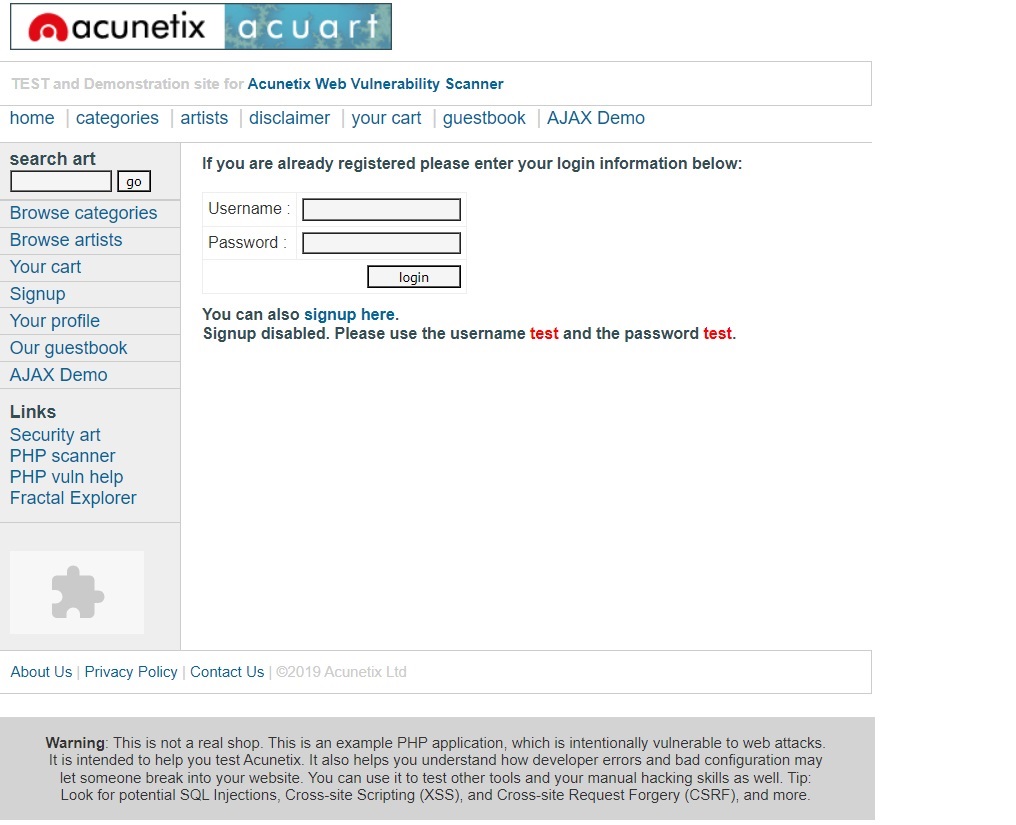 acunetix acuart
TEST and Demonstration site for Acunetix Web Vulnerability Scanner
home | categories | artists | disclaimer | your cart | guestbook | AJAX Demo
search art
go
Browse categories
Browse artists
Your cart
Signup
Your profile
Our guestbook
AJAX Demo
Links
Security art
PHP scanner
PHP vuln help
Fractal Explorer
If you are already registered please enter your login information below:
Username :
Password :
login
You can also signup here.
Signup disabled. Please use the username test and the password test.
About Us | Privacy Policy | Contact Us | ©2019 Acunetix Ltd
Warning: This is not a real shop. This is an example PHP application, which is intentionally vulnerable to web attacks.
It is intended to help you test Acunetix. It also helps you understand how developer errors and bad configuration may
let someone break into your website. You can use it to test other tools and your manual hacking skills as well. Tip:
Look for potential SQL Injections, Cross-site Scripting (XSS), and Cross-site Request Forgery (CSRF), and more.